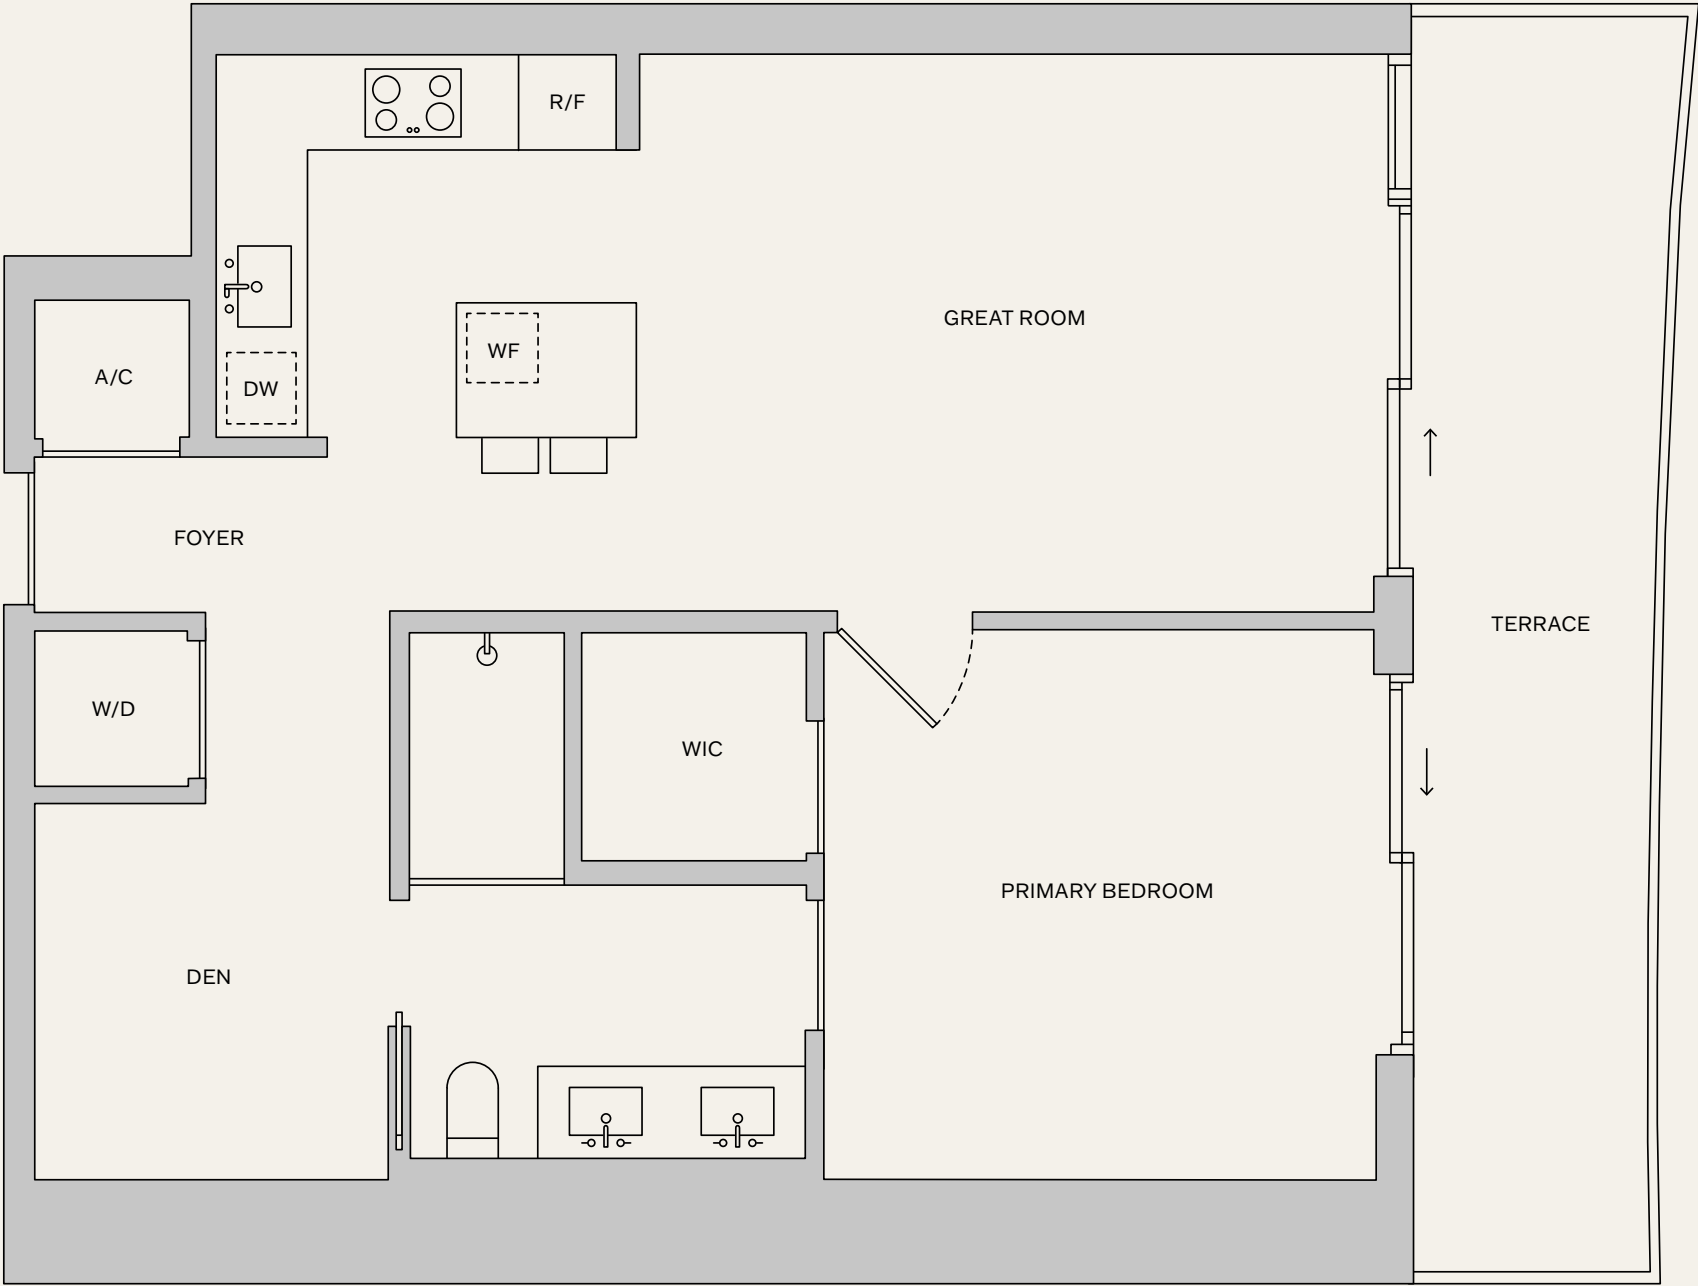 R/F
GREAT ROOM
WF
A/C
DW
FOYER
TERRACE
W/D
WIC
PRIMARY BEDROOM
DEN